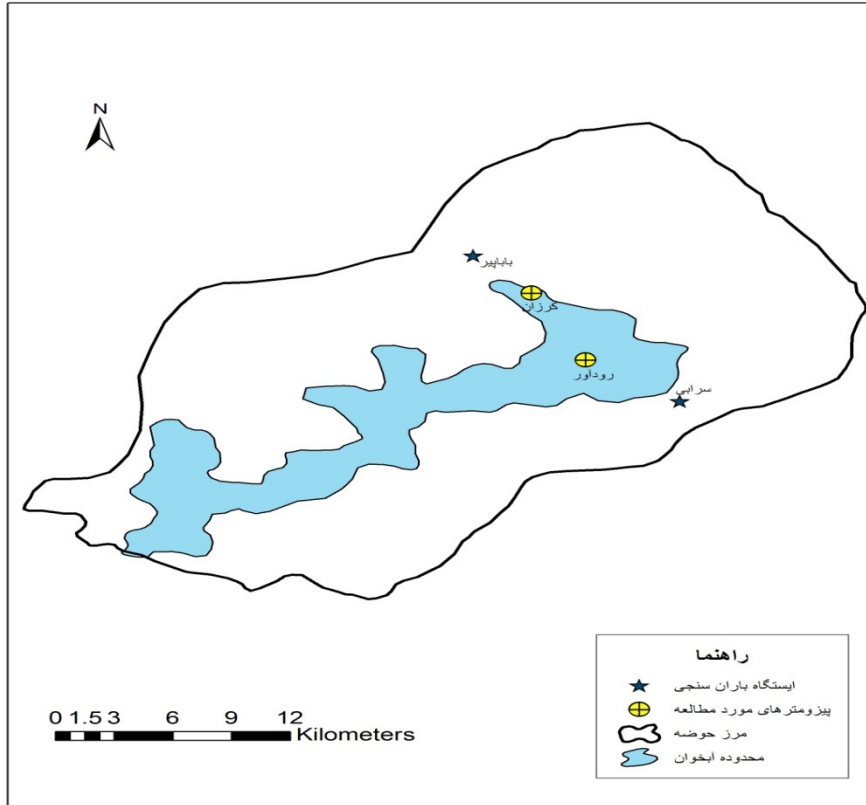 N
باباپیر
کرزان
روداور
سرابی
0 1.5 3 6 9 12
Kilometers
راهنما
ایستگاه باران سنجی
پیزومترهای مورد مطالعه
مرز حوضه
محدوده آبخوان